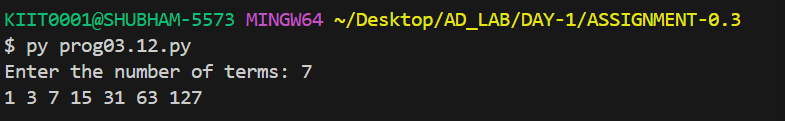 KIIT0001@SHUBHAM-5573 MINGW64 ~/Desktop/AD_LAB/DAY-1/ASSIGNMENT-0.3
$ py prog03.12.py
Enter the number of terms: 7
1 3 7 15 31 63 127